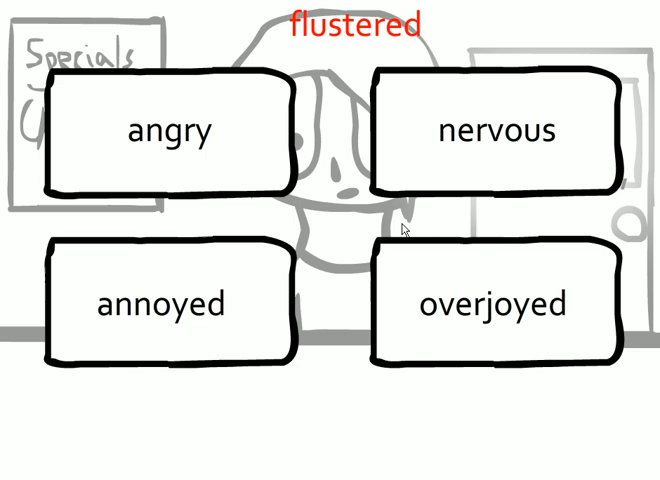 flustered
Specials
angry
nervous
annoyed
overjoyed